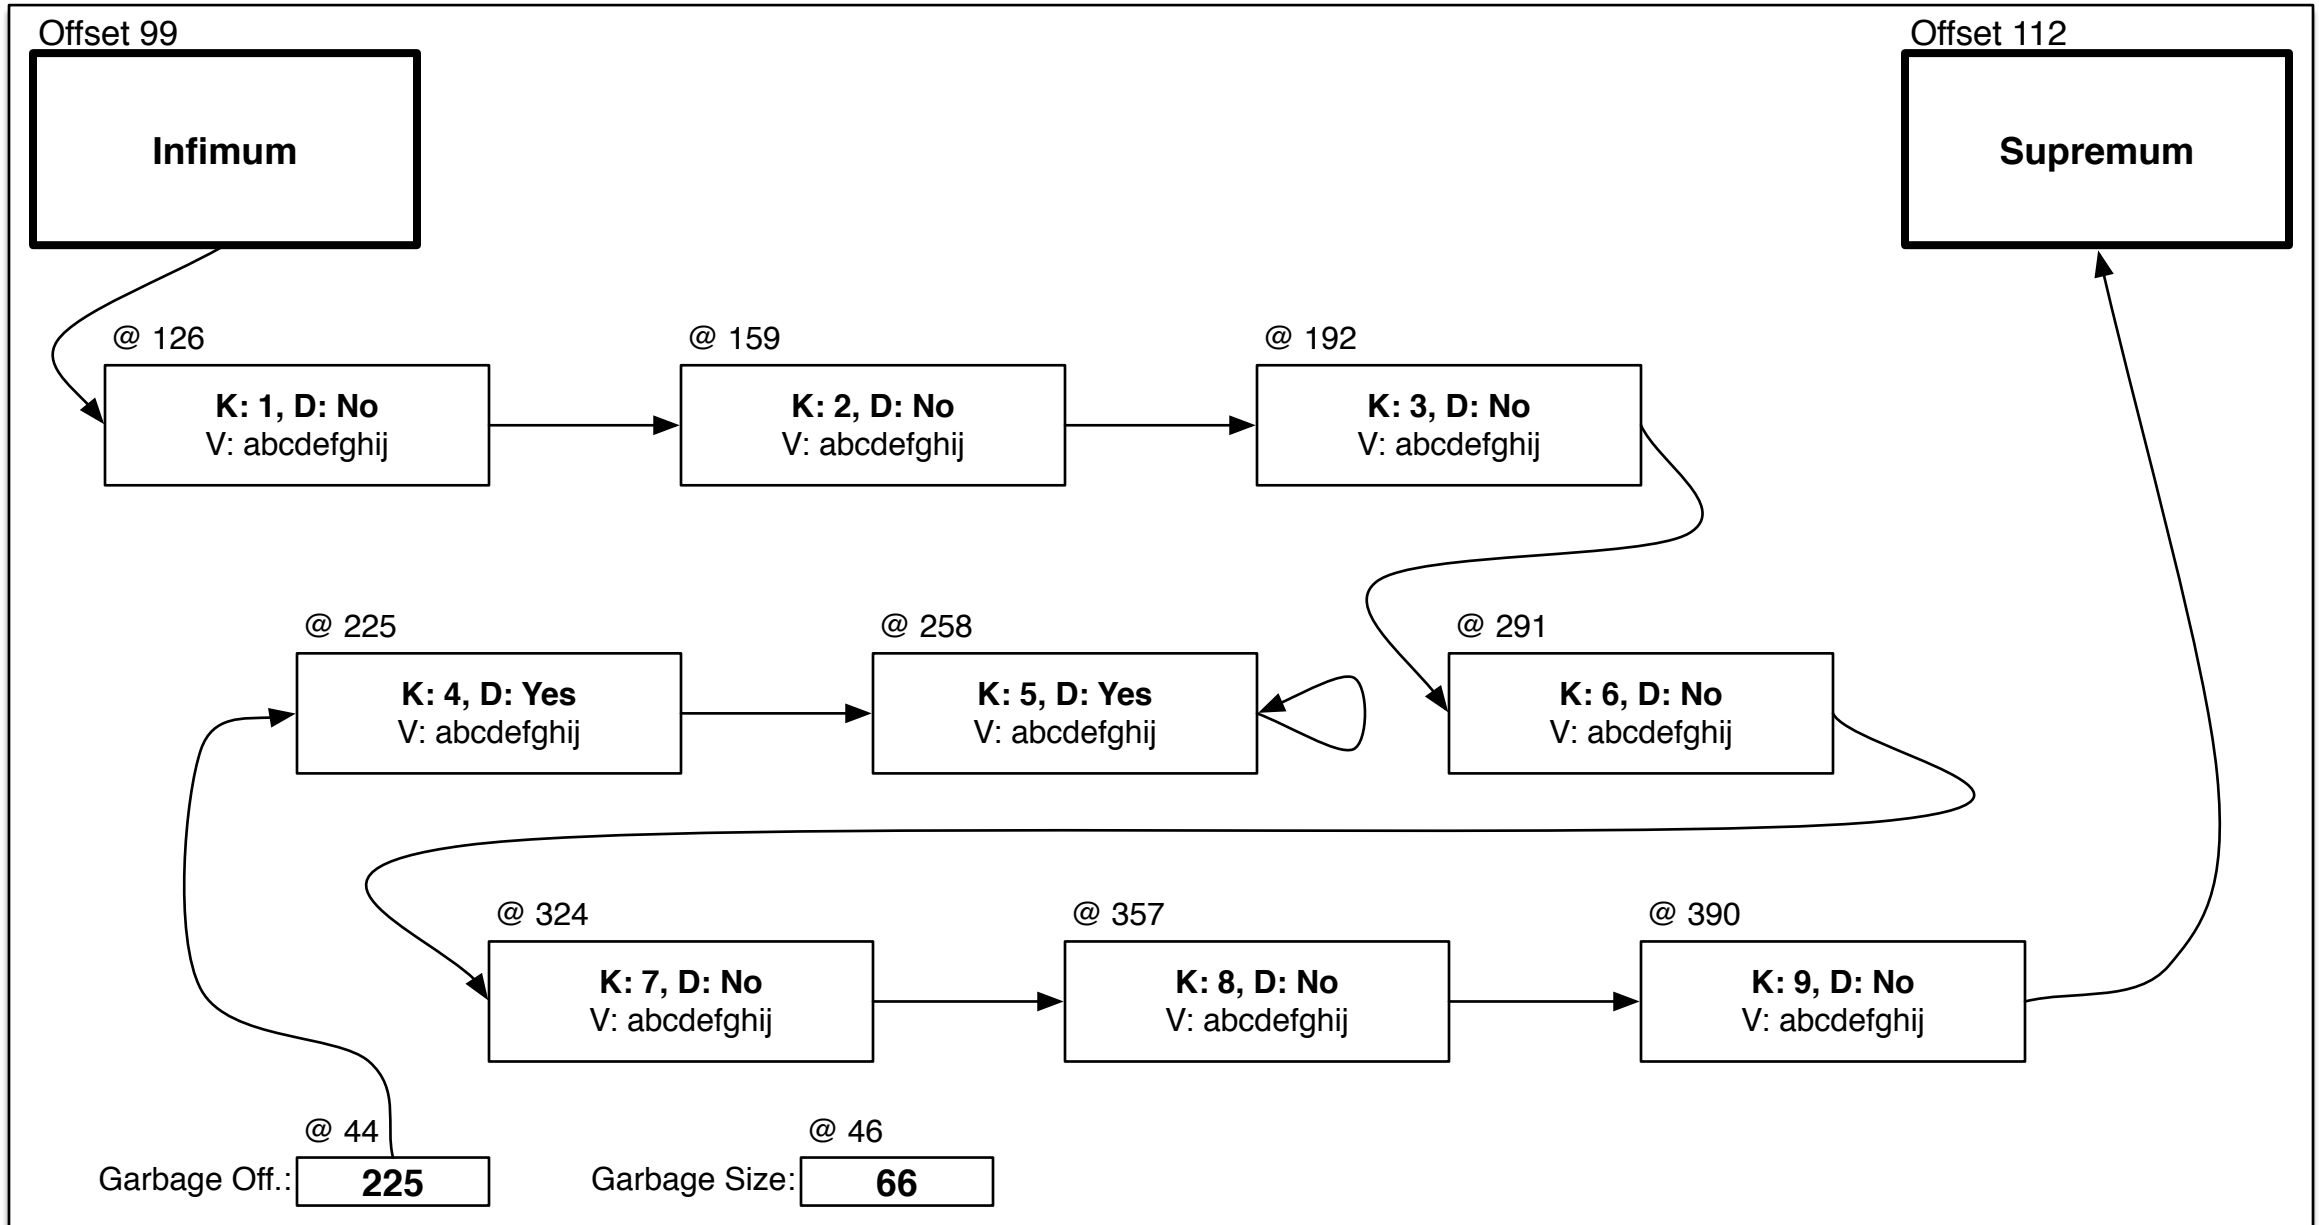 Offset 99
Offset 112
Infimum
Supremum
@ 126
@ 159
@ 192
K: 1, D: No
V: abcdefghij
K: 2, D: No
V: abcdefghij
K: 3, D: No
V: abcdefghij
@ 225
@ 258
@ 291
K: 4, D: Yes
V: abcdefghij
K: 5, D: Yes
V: abcdefghij
K: 6, D: No
V: abcdefghij
@ 324
@ 357
@ 390
K: 7, D: No
V: abcdefghij
K: 8, D: No
V: abcdefghij
K: 9, D: No
V: abcdefghij
@ 44
@ 46
Garbage Off.: 225
Garbage Size: 66